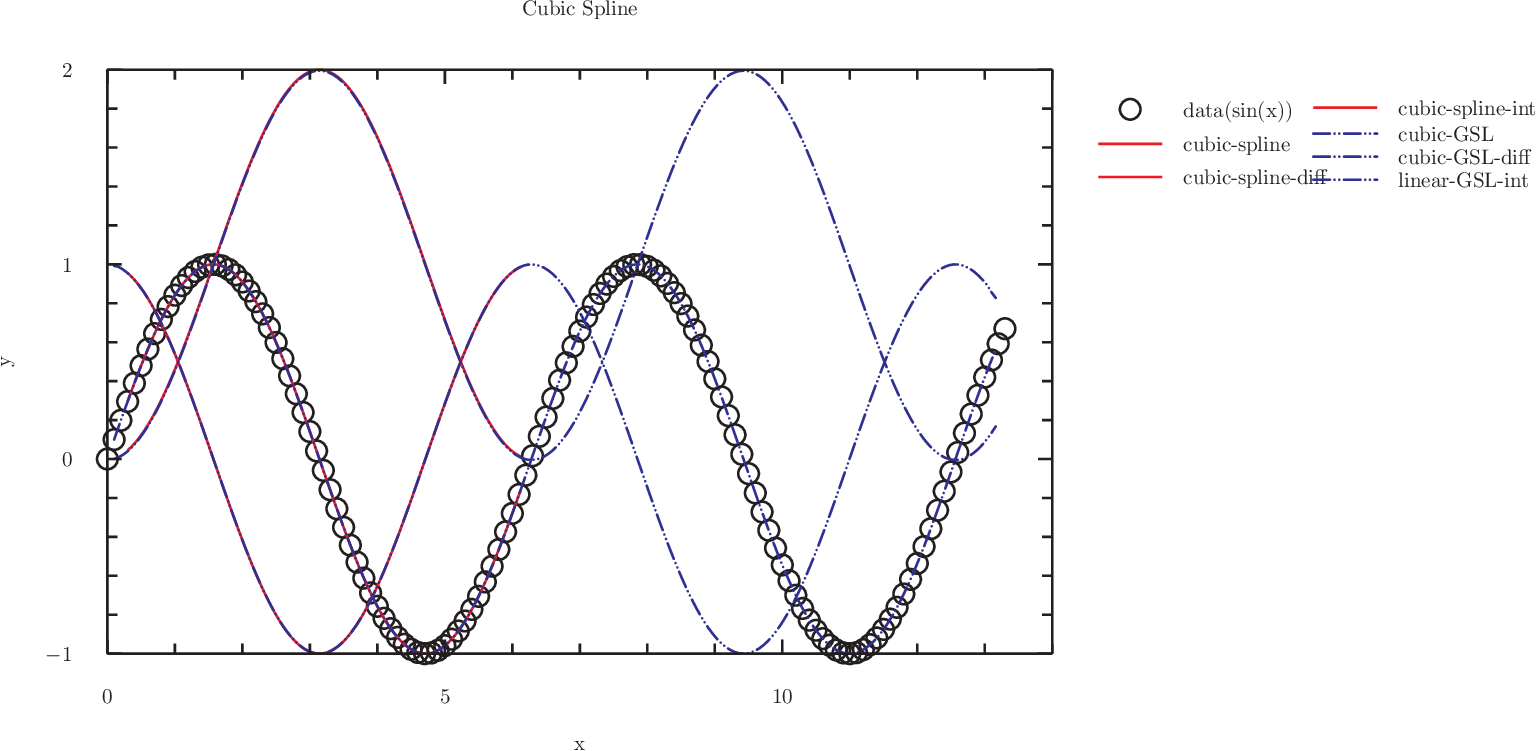 Cubic Spline
2
1
0
−1
y
0 5 10
x
data(sin(x))
cubic-spline
cubic-spline-diff
cubic-spline-int
cubic-GSL
cubic-GSL-diff
linear-GSL-int